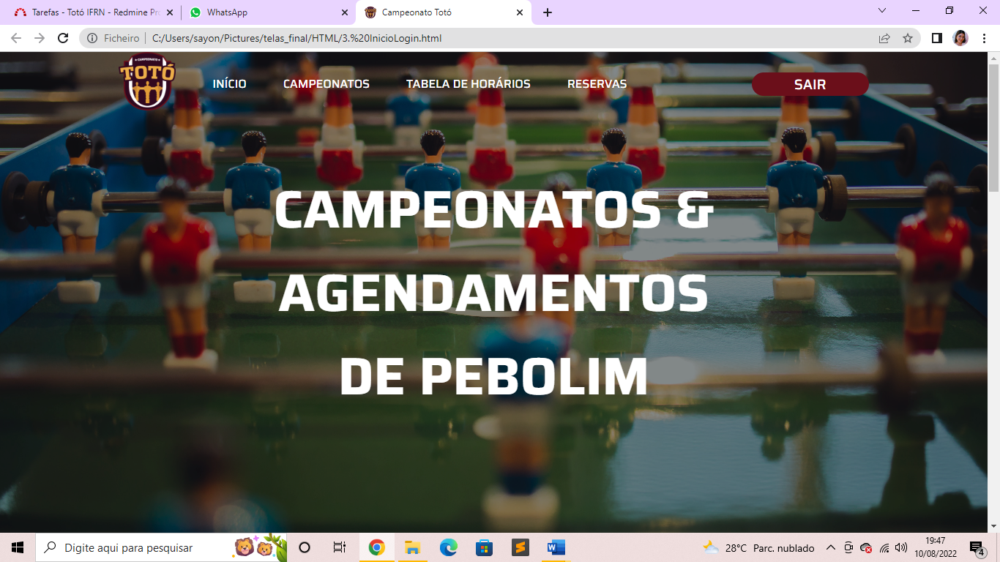 Tarefas - Totó IFRN - Redmine Pro
WhatsApp
Campeonato Totó
Ficheiro
C:/Users/sayon/Pictures/telas_final/HTML/3.%20InicioLogin.html
CAMPEONATO
TOTÓ
INÍCIO
CAMPEONATOS
TABELA DE HORÁRIOS
RESERVAS
SAIR
CAMPEONATOS &
AGENDAMENTOS
DE PEBOLIM
Digite aqui para pesquisar
28°C Parc. nublado
19:47
10/08/2022
4